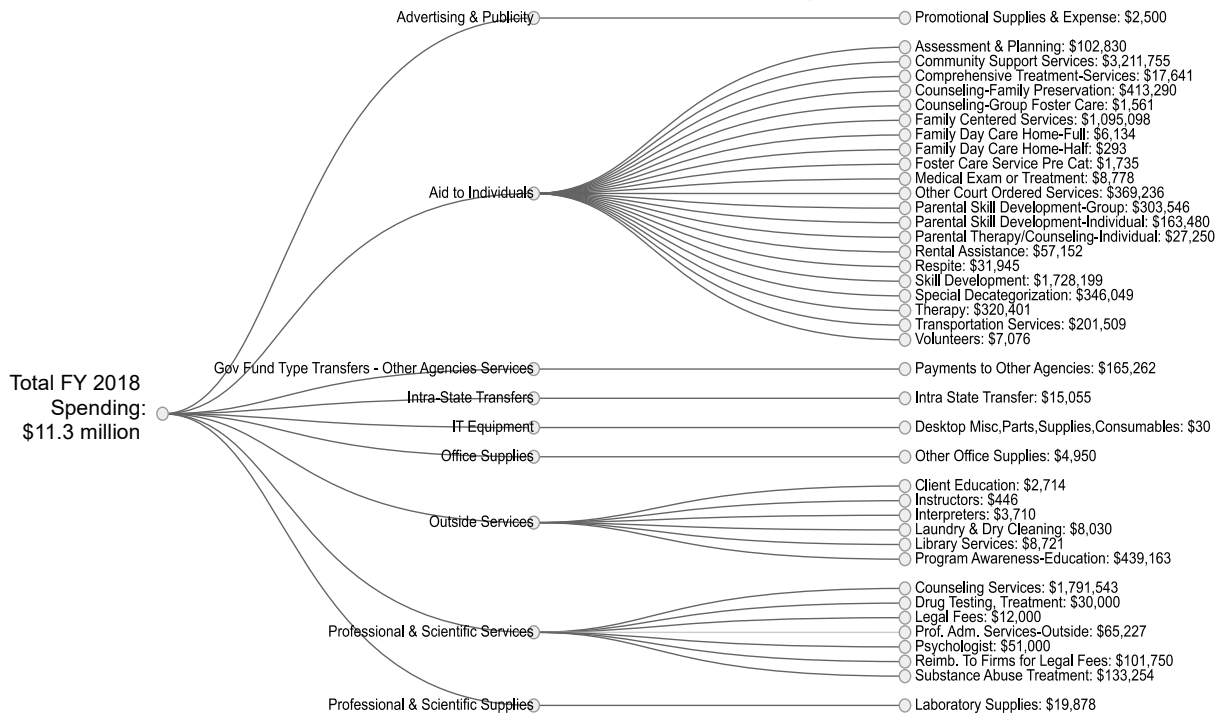 Advertising & Publicity
Promotional Supplies & Expense: $2,500
Aid to Individuals
Assessment & Planning: $102,830
Community Support Services: $3,211,755
Comprehensive Treatment-Services: $17,641
Counseling-Family Preservation: $413,290
Counseling-Group Foster Care: $1,561
Family Centered Services: $1,095,098
Family Day Care Home-Full: $6,134
Family Day Care Home-Half: $293
Foster Care Service Pre Cat: $1,735
Medical Exam or Treatment: $8,778
Other Court Ordered Services: $369,236
Parental Skill Development-Group: $303,546
Parental Skill Development-Individual: $163,480
Parental Therapy/Counseling-Individual: $27,250
Rental Assistance: $57,152
Respite: $31,945
Skill Development: $1,728,199
Special Decategorization: $346,049
Therapy: $320,401
Transportation Services: $201,509
Volunteers: $7,076
Total FY 2018
Spending:
$11.3 million
Gov Fund Type Transfers - Other Agencies Services
Payments to Other Agencies: $165,262
Intra-State Transfers
Intra State Transfer: $15,055
IT Equipment
Desktop Misc,Parts,Supplies,Consumables: $30
Office Supplies
Other Office Supplies: $4,950
Outside Services
Client Education: $2,714
Instructors: $446
Interpreters: $3,710
Laundry & Dry Cleaning: $8,030
Library Services: $8,721
Program Awareness-Education: $439,163
Professional & Scientific Services
Counseling Services: $1,791,543
Drug Testing, Treatment: $30,000
Legal Fees: $12,000
Prof. Adm. Services-Outside: $65,227
Psychologist: $51,000
Reimb. To Firms for Legal Fees: $101,750
Substance Abuse Treatment: $133,254
Professional & Scientific Supplies
Laboratory Supplies: $19,878